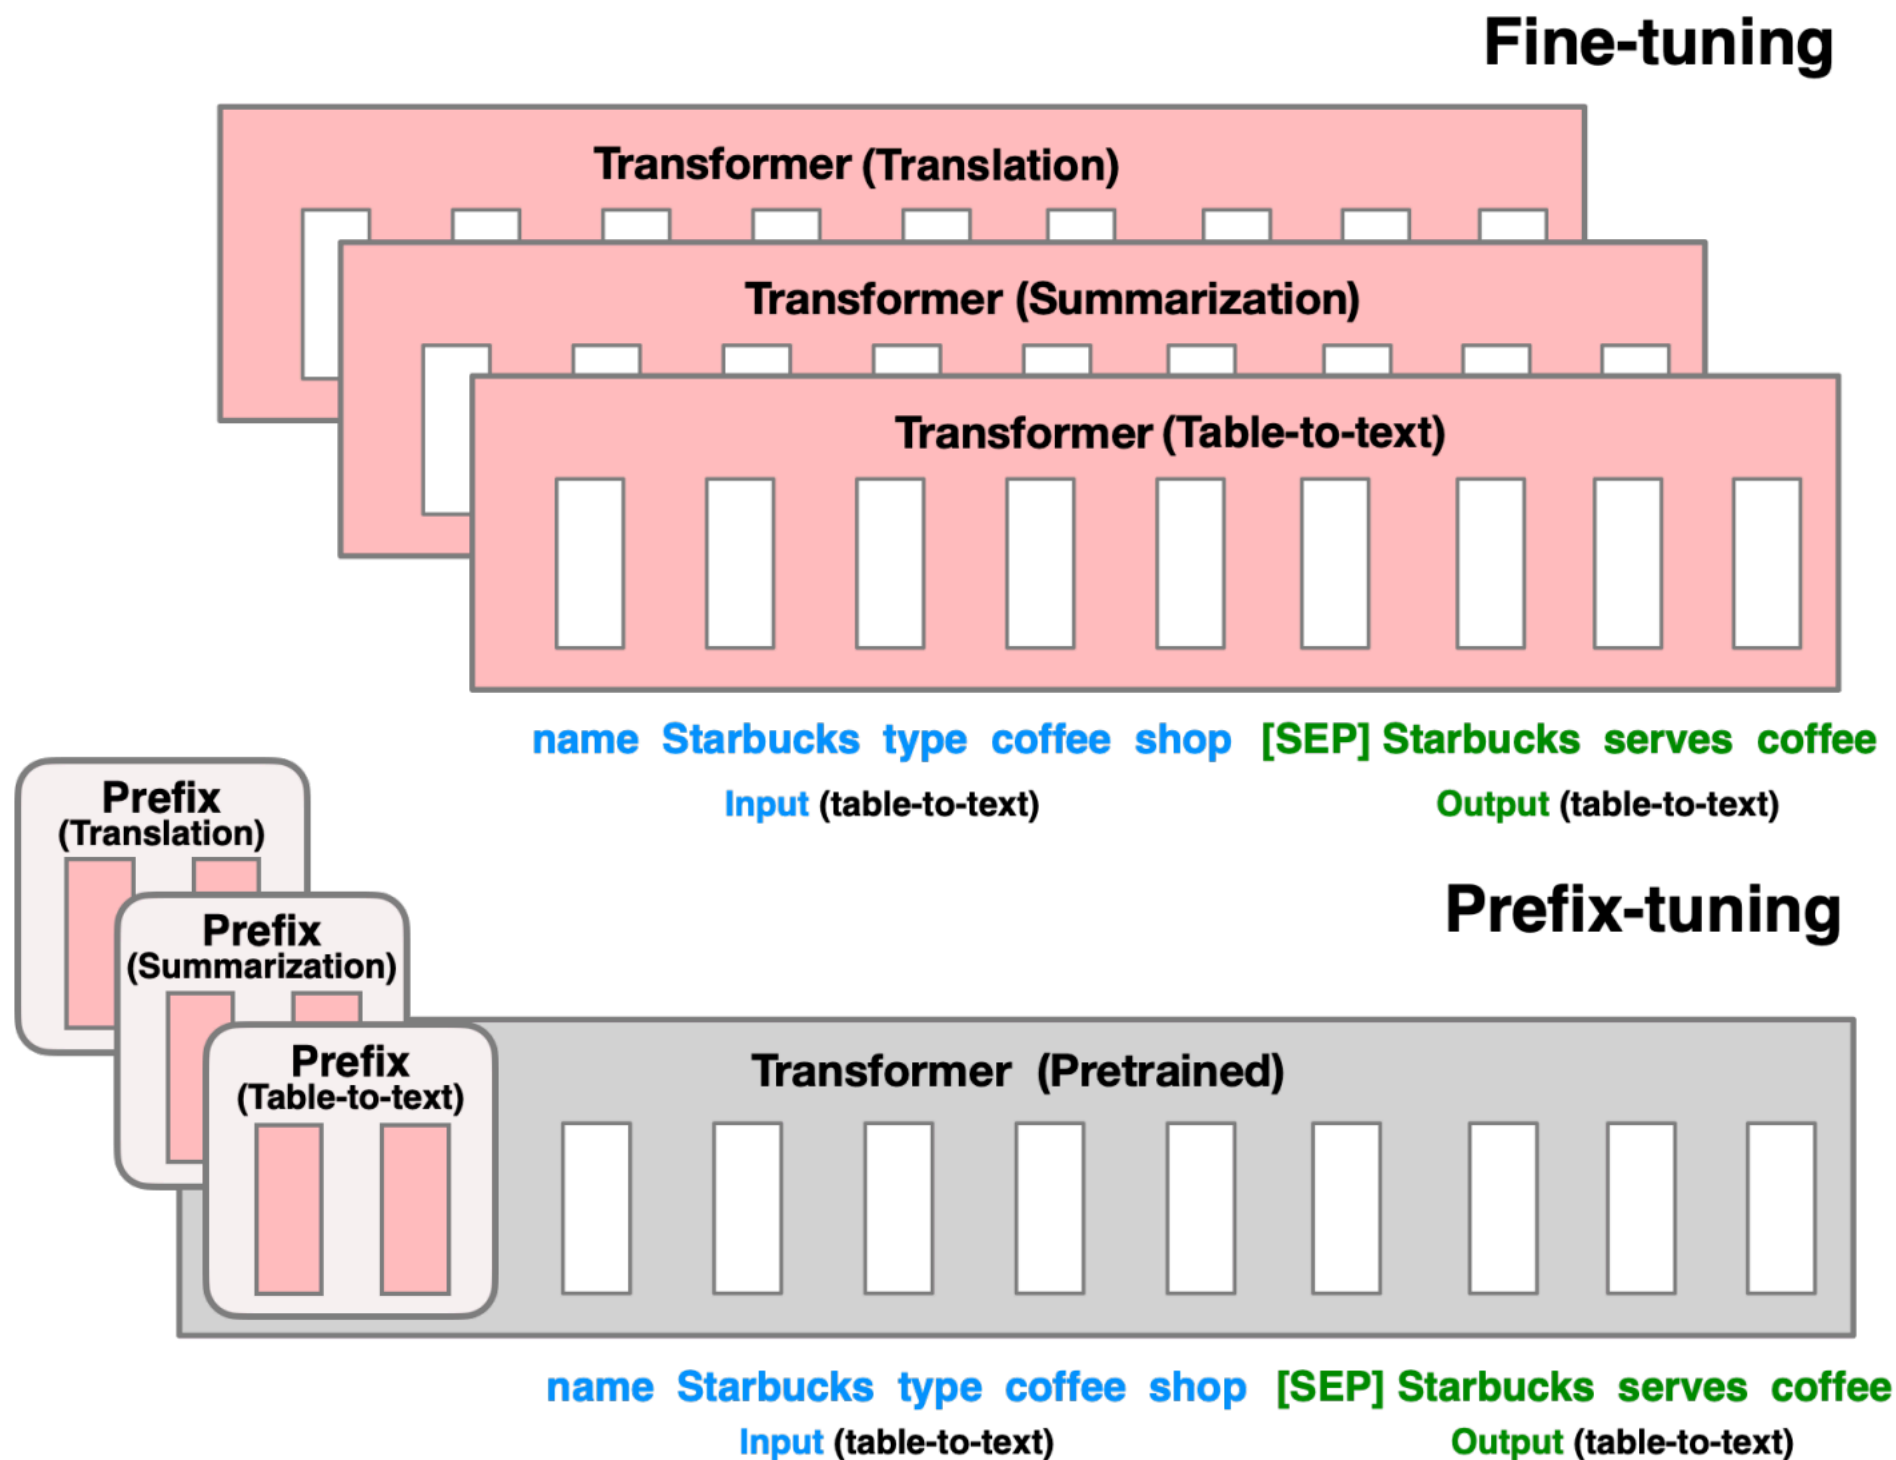 Fine-tuning
Transformer (Translation)
Transformer (Summarization)
Transformer (Table-to-text)
name Starbucks type coffee shop [SEP] Starbucks serves coffee
Input (table-to-text) Output (table-to-text)
Prefix
(Translation)
Prefix-tuning
Prefix
(Summarization)
Prefix
(Table-to-text)
Transformer (Pretrained)
name Starbucks type coffee shop [SEP] Starbucks serves coffee
Input (table-to-text) Output (table-to-text)